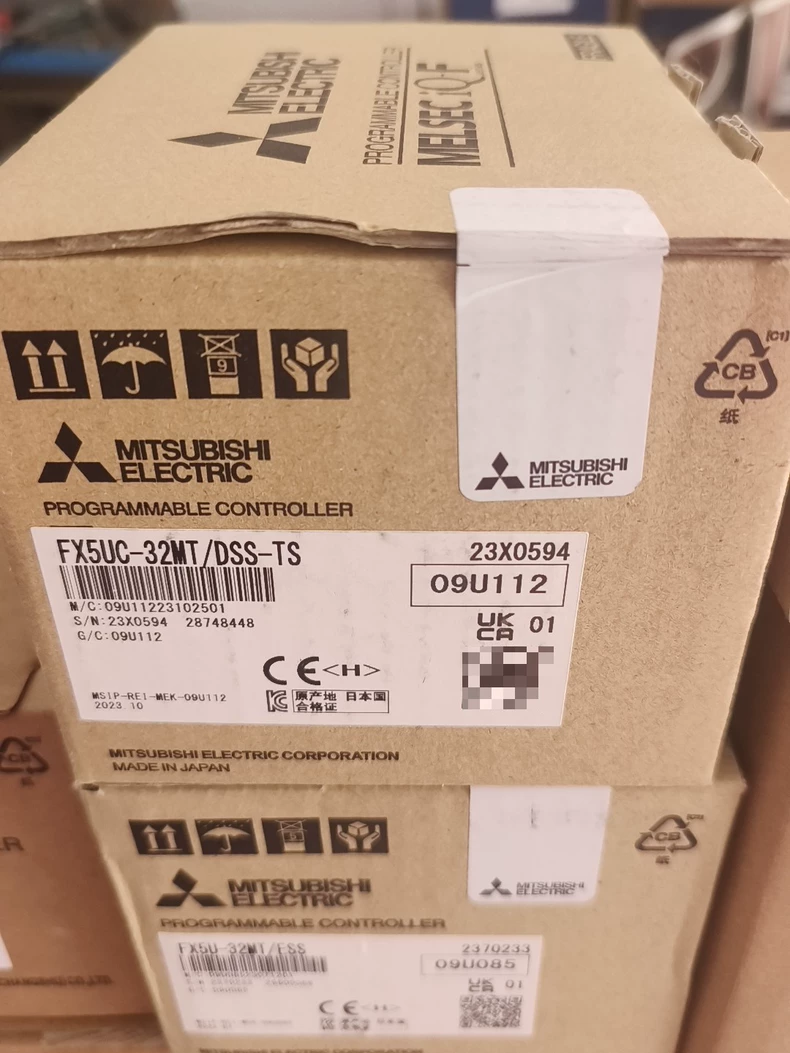 MITSUBISHI
ELECTRIC
PROGRAMMABLE CONTROLLER
MELSEC iQ-F
9
[C1]
CB
纸
MITSUBISHI
ELECTRIC
MITSUBISHI
ELECTRIC
PROGRAMMABLE CONTROLLER
FX5UC-32MT/DSS-TS
23X0594
09U112
M/C:09U11223102501
S/N:23X0594 28748448
G/C:09U112
UK
CA 01
CE <H>
MSIP-REI-MEK-09U112
2023.10
原产地 日本国
合格证
MITSUBISHI ELECTRIC CORPORATION
MADE IN JAPAN
CB
纸
MITSUBISHI
ELECTRIC
MITSUBISHI
ELECTRIC
PROGRAMMABLE CONTROLLER
FX5U-32MT/ESS
2370233
09U085
UK
CA 01
CE